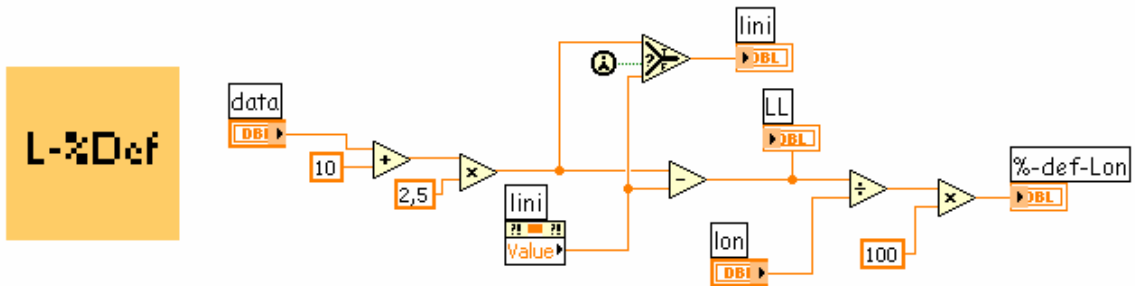 L-%Def
data
DBL
10
+
x
2,5
lini
?! ?!
Value
? T F
lini
DBL
LL
DBL
-
lon
DBL
÷
100
x
%-def-Lon
DBL